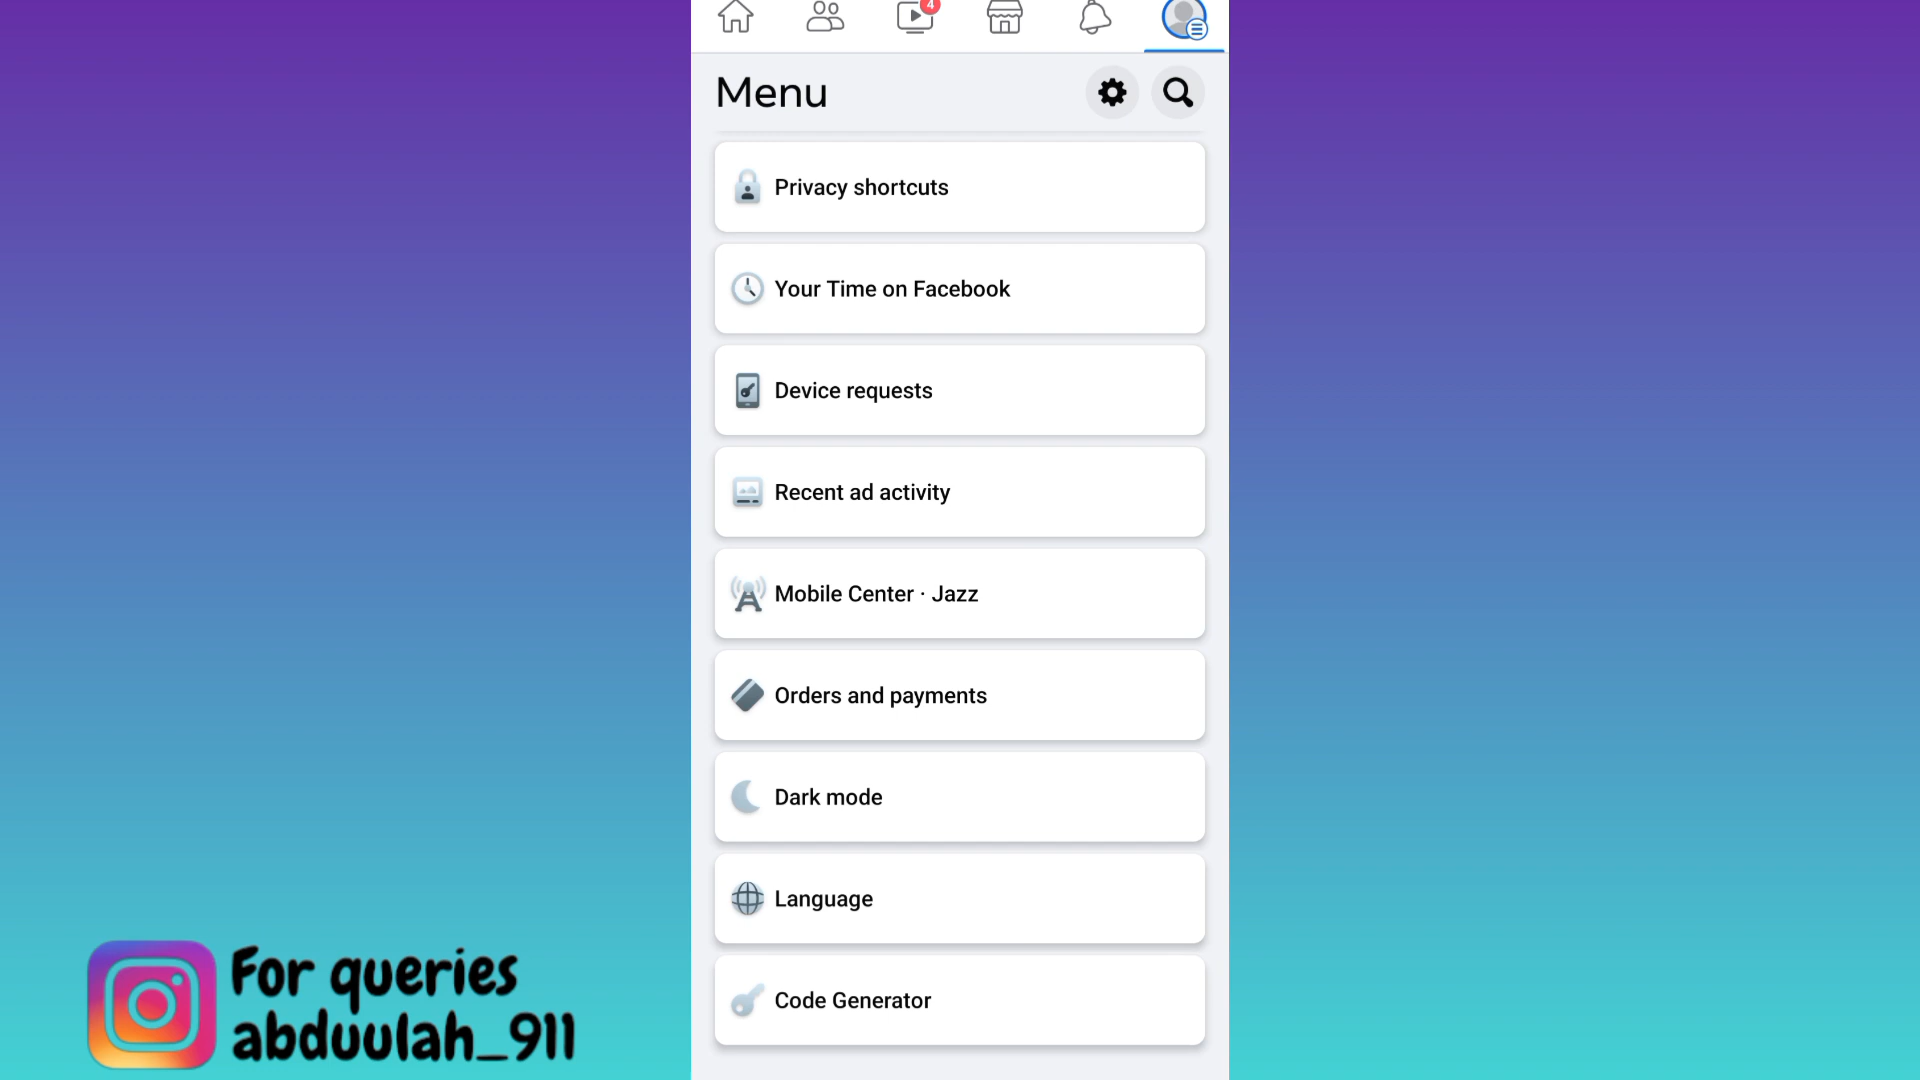 4
Menu
Privacy shortcuts
Your Time on Facebook
Device requests
Recent ad activity
Mobile Center · Jazz
Orders and payments
Dark mode
Language
Code Generator
For queries
abduulah_911